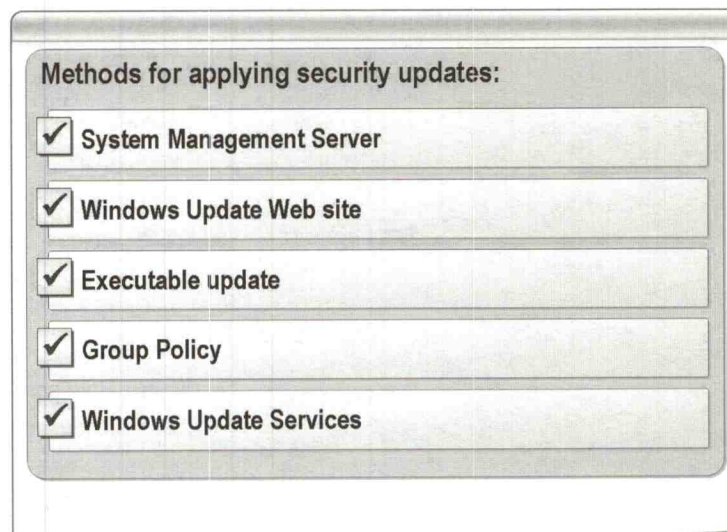 Methods for applying security updates:
System Management Server
Windows Update Web site
Executable update
Group Policy
Windows Update Services